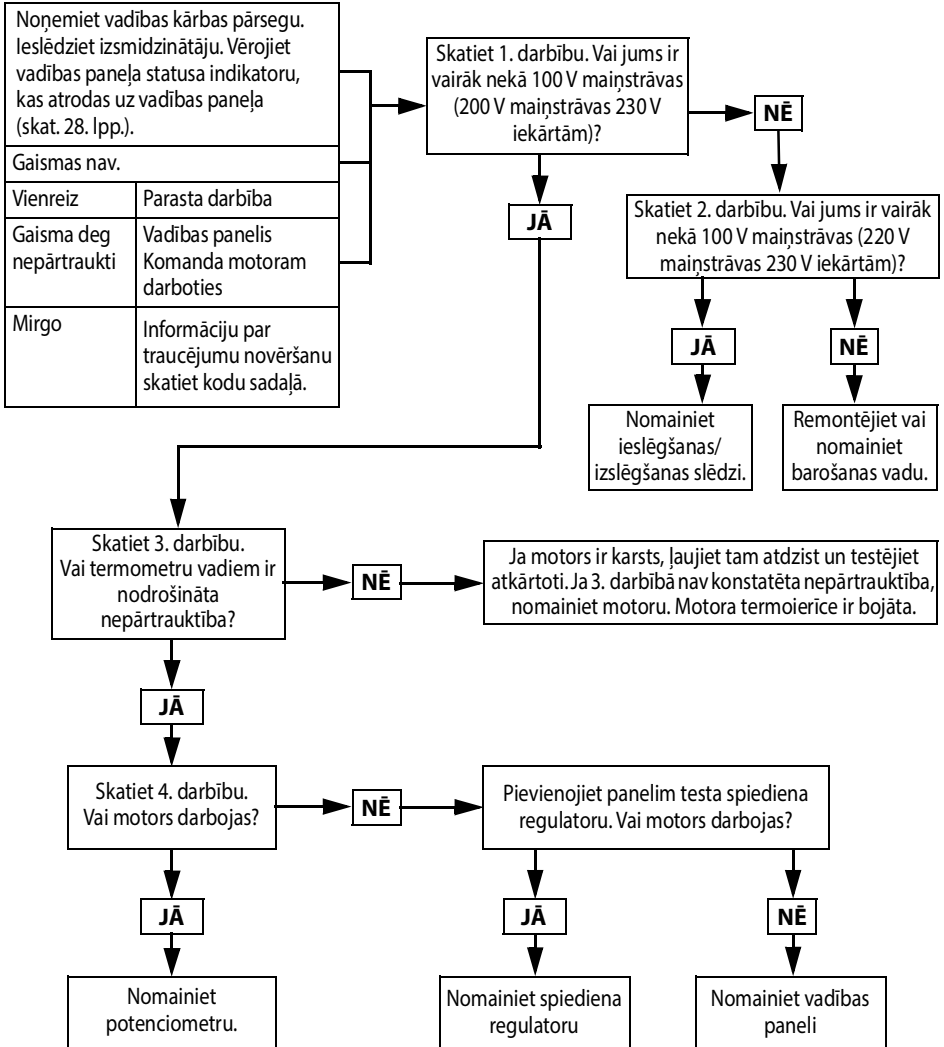 Noņemiet vadības kārbas pārsegu.
Ieslēdziet izsmidzinātāju. Vērojiet
vadības paneļa statusa indikatoru,
kas atrodas uz vadības paneļa
(skat. 28. lpp.).
Gaismas nav.
Vienreiz
Parasta darbība
Gaisma deg
nepārtraukti
Vadības panelis
Komanda motoram
darboties
Mirgo
Informāciju par
traucējumu novēršanu
skatiet kodu sadaļā.
Skatiet 1. darbību. Vai jums ir
vairāk nekā 100 V maiņstrāvas
(200 V maiņstrāvas 230 V
iekārtām)?
NĒ
JĀ
Skatiet 2. darbību. Vai jums ir vairāk
nekā 100 V maiņstrāvas (220 V
maiņstrāvas 230 V iekārtām)?
JĀ
NĒ
Nomainiet
ieslēgšanas/
izslēgšanas slēdzi.
Remontējiet vai
nomainiet
barošanas vadu.
Skatiet 3. darbību.
Vai termometru vadiem ir
nodrošināta
nepārtrauktība?
NĒ
Ja motors ir karsts, ļaujiet tam atdzist un testējiet
atkārtoti. Ja 3. darbībā nav konstatēta nepārtrauktība,
nomainiet motoru. Motora termoierīce ir bojāta.
JĀ
Skatiet 4. darbību.
Vai motors darbojas?
NĒ
Pievienojiet panelim testa spiediena
regulatoru. Vai motors darbojas?
JĀ
JĀ
NĒ
Nomainiet
potenciometru.
Nomainiet spiediena
regulatoru
Nomainiet vadības
paneli